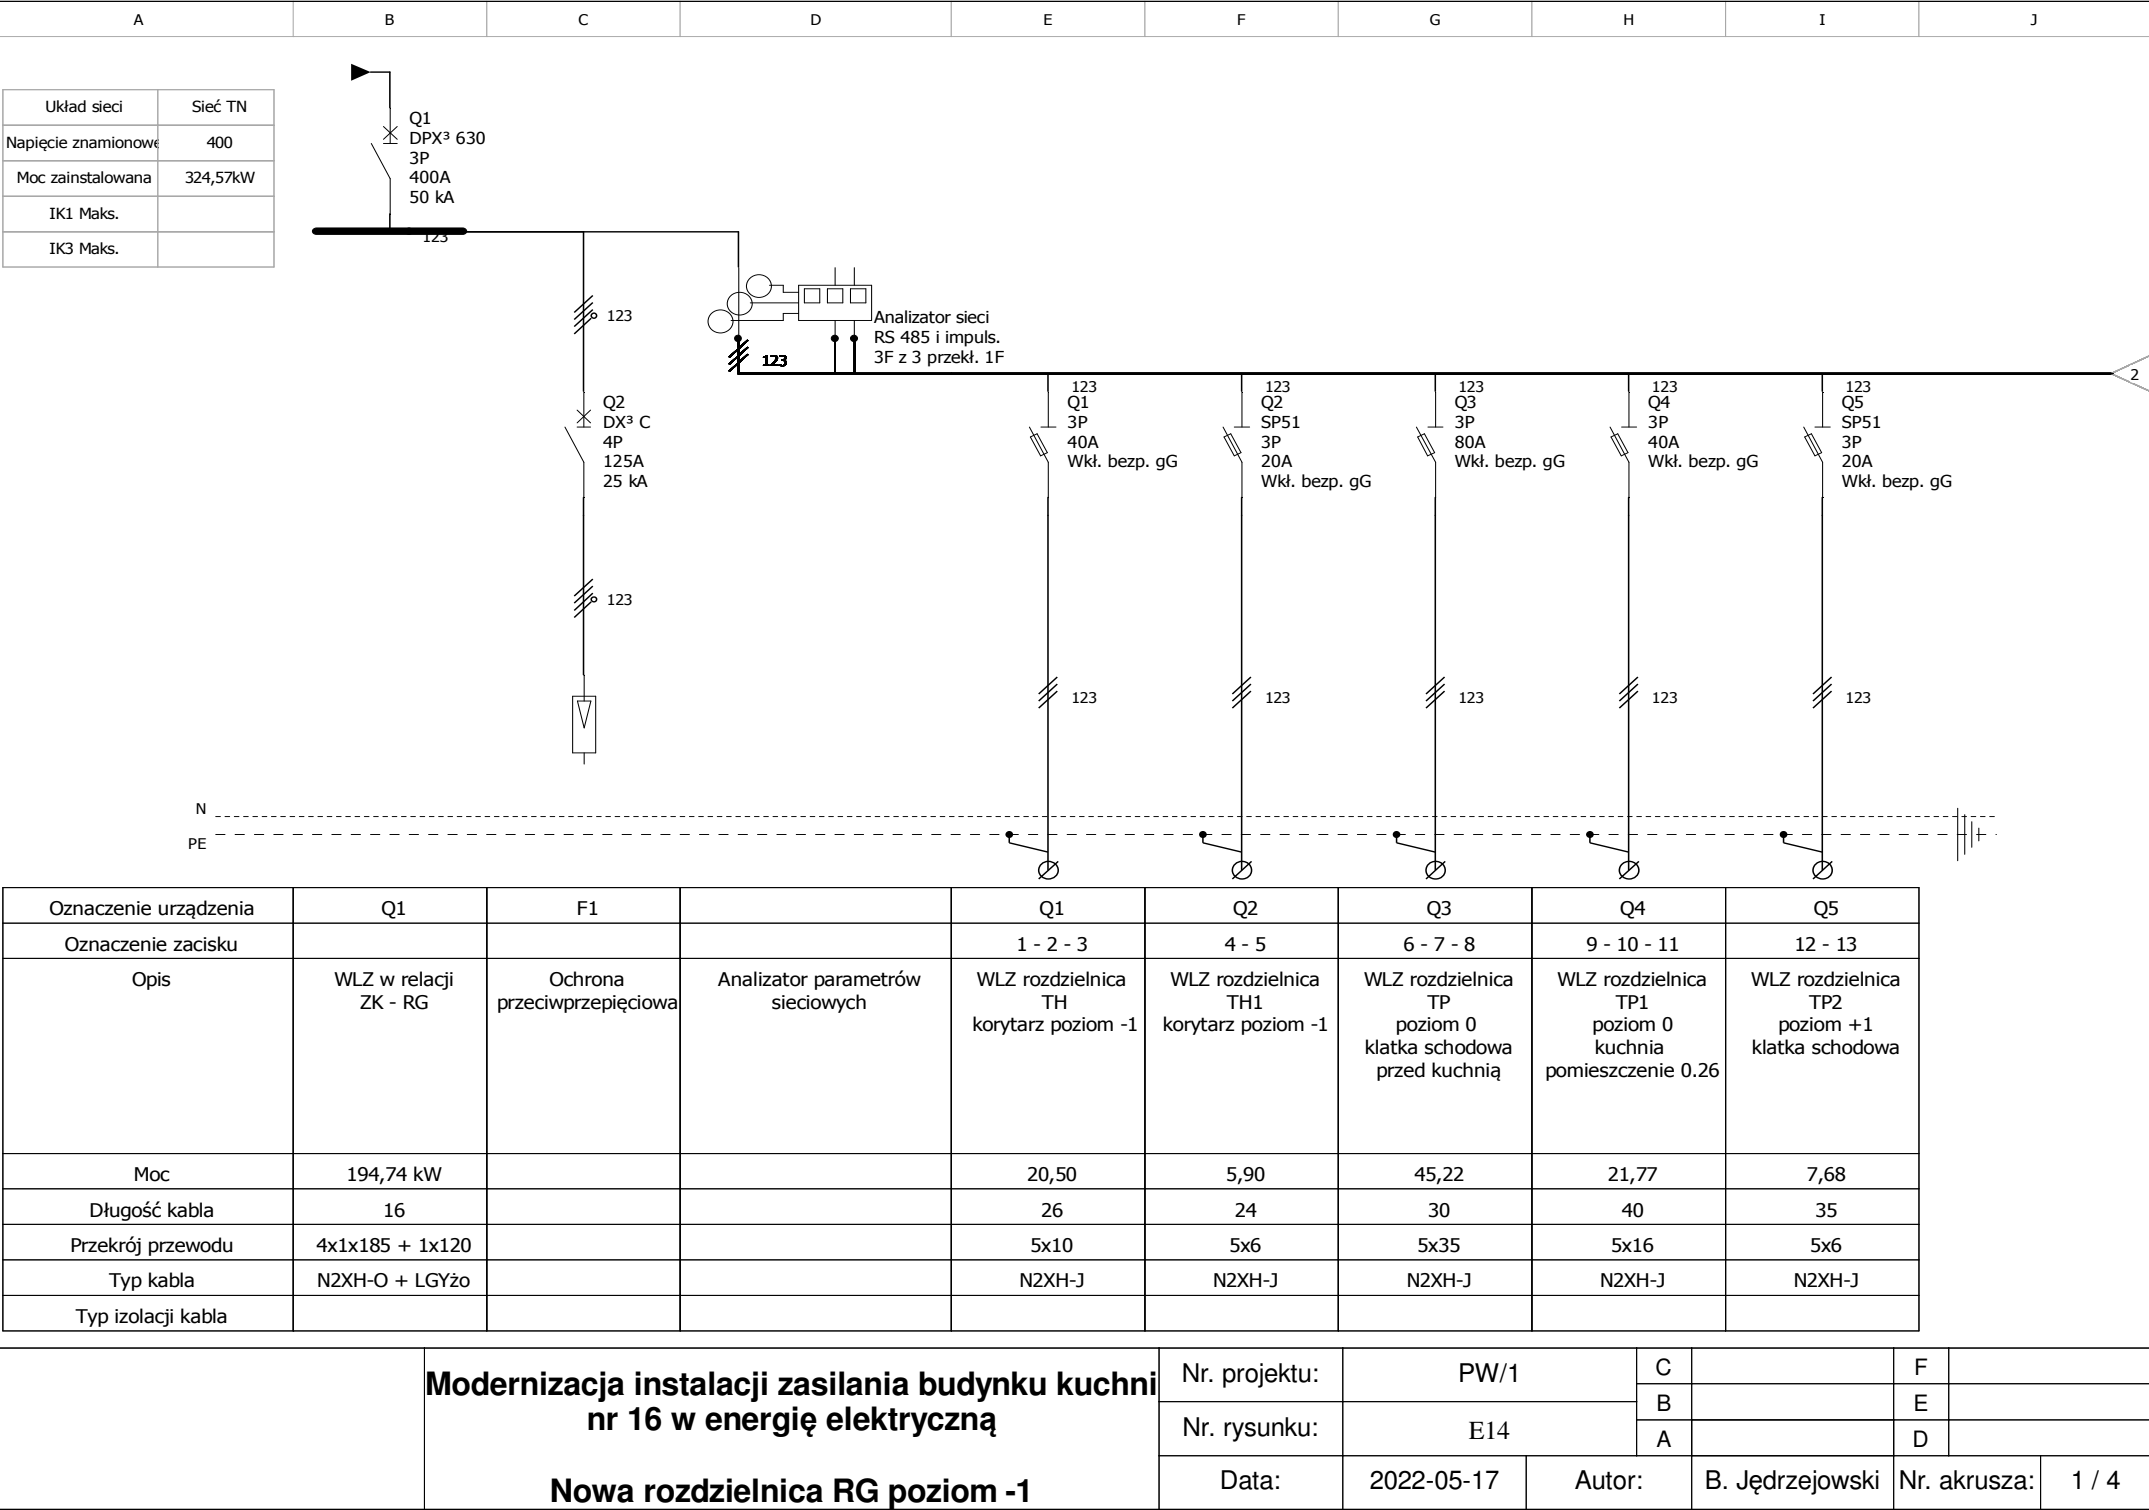 A B C D E F G H I J
Układ sieci Sieć TN
Napięcie znamionowe 400
Moc zainstalowana 324,57kW
IK1 Maks.
IK3 Maks.
Q1
DPX³ 630
3P
400A
50 kA
123
123
Q2
DX³ C
4P
125A
25 kA
123
Analizator sieci
RS 485 i impuls.
3F z 3 przekł. 1F
123
2
123
Q1
3P
40A
Wkł. bezp. gG
123
123
Q2
SP51
3P
20A
Wkł. bezp. gG
123
123
Q3
3P
80A
Wkł. bezp. gG
123
123
Q4
3P
40A
Wkł. bezp. gG
123
123
Q5
SP51
3P
20A
Wkł. bezp. gG
123
N
PE
Oznaczenie urządzenia Q1 F1 Q1 Q2 Q3 Q4 Q5
Oznaczenie zacisku 1 - 2 - 3 4 - 5 6 - 7 - 8 9 - 10 - 11 12 - 13
Opis
WLZ w relacji
ZK - RG
Ochrona
przeciwprzepięciowa
Analizator parametrów
sieciowych
WLZ rozdzielnica
TH
korytarz poziom -1
WLZ rozdzielnica
TH1
korytarz poziom -1
WLZ rozdzielnica
TP
poziom 0
klatka schodowa
przed kuchnią
WLZ rozdzielnica
TP1
poziom 0
kuchnia
pomieszczenie 0.26
WLZ rozdzielnica
TP2
poziom +1
klatka schodowa
Moc 194,74 kW 20,50 5,90 45,22 21,77 7,68
Długość kabla 16 26 24 30 40 35
Przekrój przewodu 4x1x185 + 1x120 5x10 5x6 5x35 5x16 5x6
Typ kabla N2XH-O + LGYżo N2XH-J N2XH-J N2XH-J N2XH-J N2XH-J
Typ izolacji kabla
Modernizacja instalacji zasilania budynku kuchni
nr 16 w energię elektryczną
Nowa rozdzielnica RG poziom -1
Nr. projektu: PW/1
Nr. rysunku: E14
C F
B E
A D
Data: 2022-05-17 Autor: B. Jędrzejowski Nr. akrusza: 1 / 4